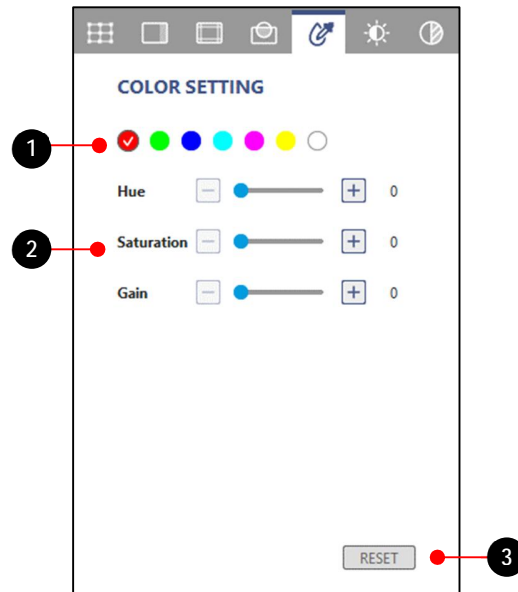 COLOR SETTING
1
Hue 0
2 Saturation 0
Gain 0
RESET 3